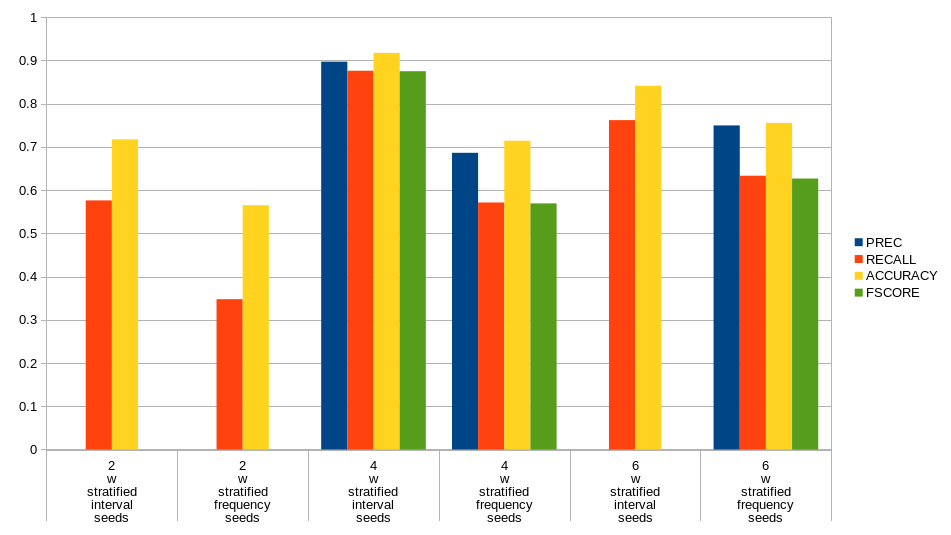 1
0.9
0.8
0.7
0.6
0.5
0.4
0.3
0.2
0.1
0
2
w
stratified
interval
seeds
2
w
stratified
frequency
seeds
4
w
stratified
interval
seeds
4
w
stratified
frequency
seeds
6
w
stratified
interval
seeds
6
w
stratified
frequency
seeds
PREC
RECALL
ACCURACY
FSCORE